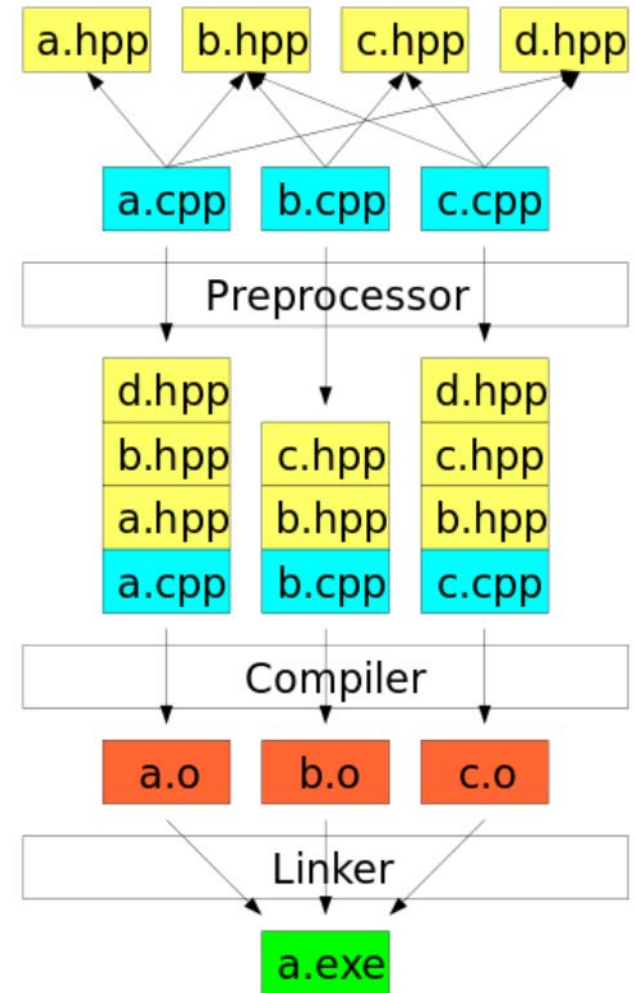 a.hpp b.hpp c.hpp d.hpp
a.cpp b.cpp c.cpp
Preprocessor
d.hpp d.hpp
b.hpp c.hpp c.hpp
a.hpp b.hpp b.hpp
a.cpp b.cpp c.cpp
Compiler
a.o b.o c.o
Linker
a.exe